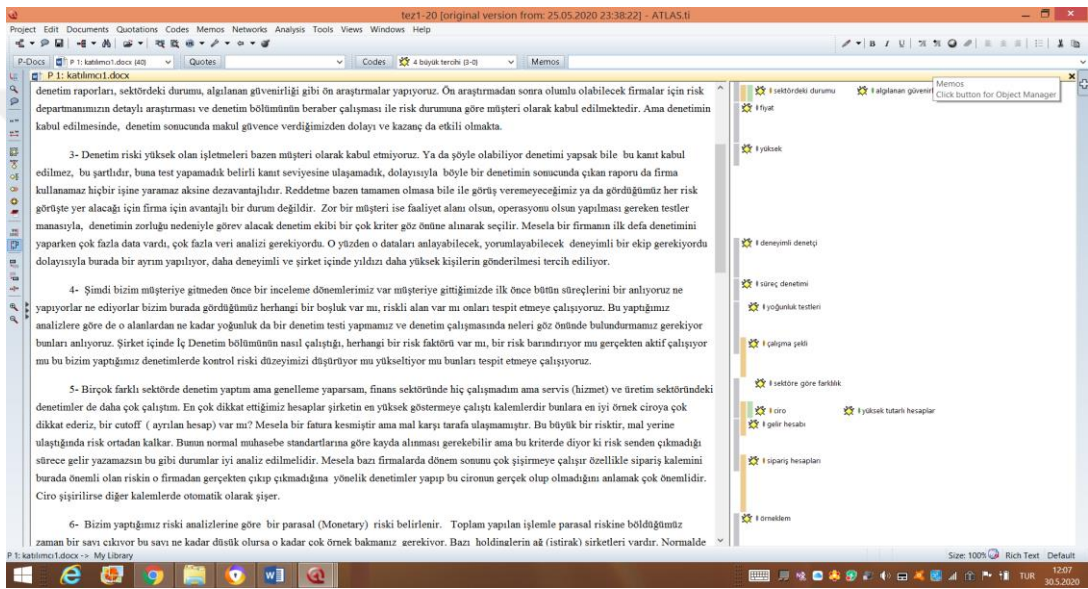 tez1-20 [original version from: 25.05.2020 23:38:22] - ATLAS.ti
Project Edit Documents Quotations Codes Memos Networks Analysis Tools Views Windows Help
P-Docs P 1: katılımcı1.docx (40) Quotes Codes 4 büyük tercihi (3-0) Memos
P 1: katılımcı1.docx
Memos
Click button for Object Manager
denetim raporları, sektördeki durumu, algılanan güvenirliği gibi ön araştırmalar yapıyoruz. Ön araştırmadan sonra olumlu olabilecek firmalar için risk
departmanımızın detaylı araştırması ve denetim bölümünün beraber çalışması ile risk durumuna göre müşteri olarak kabul edilmektedir. Ama denetimin
kabul edilmesinde, denetim sonucunda makul güvence verdiğimizden dolayı ve kazanç da etkili olmakta.
3- Denetim riski yüksek olan işletmeleri bazen müşteri olarak kabul etmiyoruz. Ya da şöyle olabiliyor denetimi yapsak bile bu kanıt kabul
edilmez, bu şartlıdır, buna test yapamadık belirli kanıt seviyesine ulaşamadık, dolayısıyla böyle bir denetimin sonucunda çıkan raporu da firma
kullanamaz hiçbir işine yaramaz aksine dezavantajlıdır. Reddetme bazen tamamen olmasa bile ile görüş veremeyeceğimiz ya da gördüğümüz her risk
görüşte yer alacağı için firma için avantajlı bir durum değildir. Zor bir müşteri ise faaliyet alanı olsun, operasyonu olsun yapılması gereken testler
manasıyla, denetimin zorluğu nedeniyle görev alacak denetim ekibi bir çok kriter göz önüne alınarak seçilir. Mesela bir firmanın ilk defa denetimini
yaparken çok fazla data vardı, çok fazla veri analizi gerekiyordu. O yüzden o dataları anlayabilecek, yorumlayabilecek deneyimli bir ekip gerekiyordu
dolayısıyla burada bir ayrım yapılıyor, daha deneyimli ve şirket içinde yıldızı daha yüksek kişilerin gönderilmesi tercih ediliyor.
4- Şimdi bizim müşteriye gitmeden önce bir inceleme dönemlerimiz var müşteriye gittiğimizde ilk önce bütün süreçlerini bir anlıyoruz ne
yapıyorlar ne ediyorlar bizim burada gördüğümüz herhangi bir boşluk var mı, riskli alan var mı onları tespit etmeye çalışıyoruz. Bu yaptığımız
analizlere göre de o alanlardan ne kadar yoğunluk da bir denetim testi yapmamız ve denetim çalışmasında neleri göz önünde bulundurmamız gerekiyor
bunları anlıyoruz. Şirket içinde İç Denetim bölümünün nasıl çalıştığı, herhangi bir risk faktörü var mı, bir risk barındırıyor mu gerçekten aktif çalışıyor
mu bu bizim yaptığımız denetimlerde kontrol riski düzeyimizi düşürüyor mu yükseltiyor mu bunları tespit etmeye çalışıyoruz.
5- Birçok farklı sektörde denetim yaptım ama genelleme yaparsam, finans sektöründe hiç çalışmadım ama servis (hizmet) ve üretim sektöründeki
denetimler de daha çok çalıştım. En çok dikkat ettiğimiz hesaplar şirketin en yüksek göstermeye çalıştı kalemlerdir bunlara en iyi örnek ciroya çok
dikkat ederiz, bir cutoff ( ayrılan hesap) var mı? Mesela bir fatura kesmiştir ama mal karşı tarafa ulaşmamıştır. Bu büyük bir risktir, mal yerine
ulaştığında risk ortadan kalkar. Bunun normal muhasebe standartlarına göre kayda alınması gerekebilir ama bu kriterde diyor ki risk senden çıkmadığı
sürece gelir yazamazsın bu gibi durumlar iyi analiz edilmelidir. Mesela bazı firmalarda dönem sonunu çok şişirmeye çalışır özellikle sipariş kalemini
burada önemli olan riskin o firmadan gerçekten çıkıp çıkmadığına yönelik denetimler yapıp bu cironun gerçek olup olmadığını anlamak çok önemlidir.
Ciro şişirilirse diğer kalemlerde otomatik olarak şişer.
6- Bizim yaptığımız riski analizlerine göre bir parasal (Monetary) riski belirlenir. Toplam yapılan işlemle parasal riskine böldüğümüz
zaman bir sayı çıkıyor bu sayı ne kadar düşük olursa o kadar çok örnek bakmanız gerekiyor. Bazı holdinglerin ağ (iştirak) şirketleri vardır. Normalde
sektördeki durumu algılanan
fiyat
yüksek
deneyimli denetçi
süreç denetimi
yoğunluk testleri
çalışma şekli
sektöre göre farklılık
ciro yüksek tutarlı hesaplar
gelir hesabı
sipariş hesapları
örneklem
P 1: katılımcı1.docx -> My Library Size: 100% Rich Text Default
TUR 12:07
30.5.2020